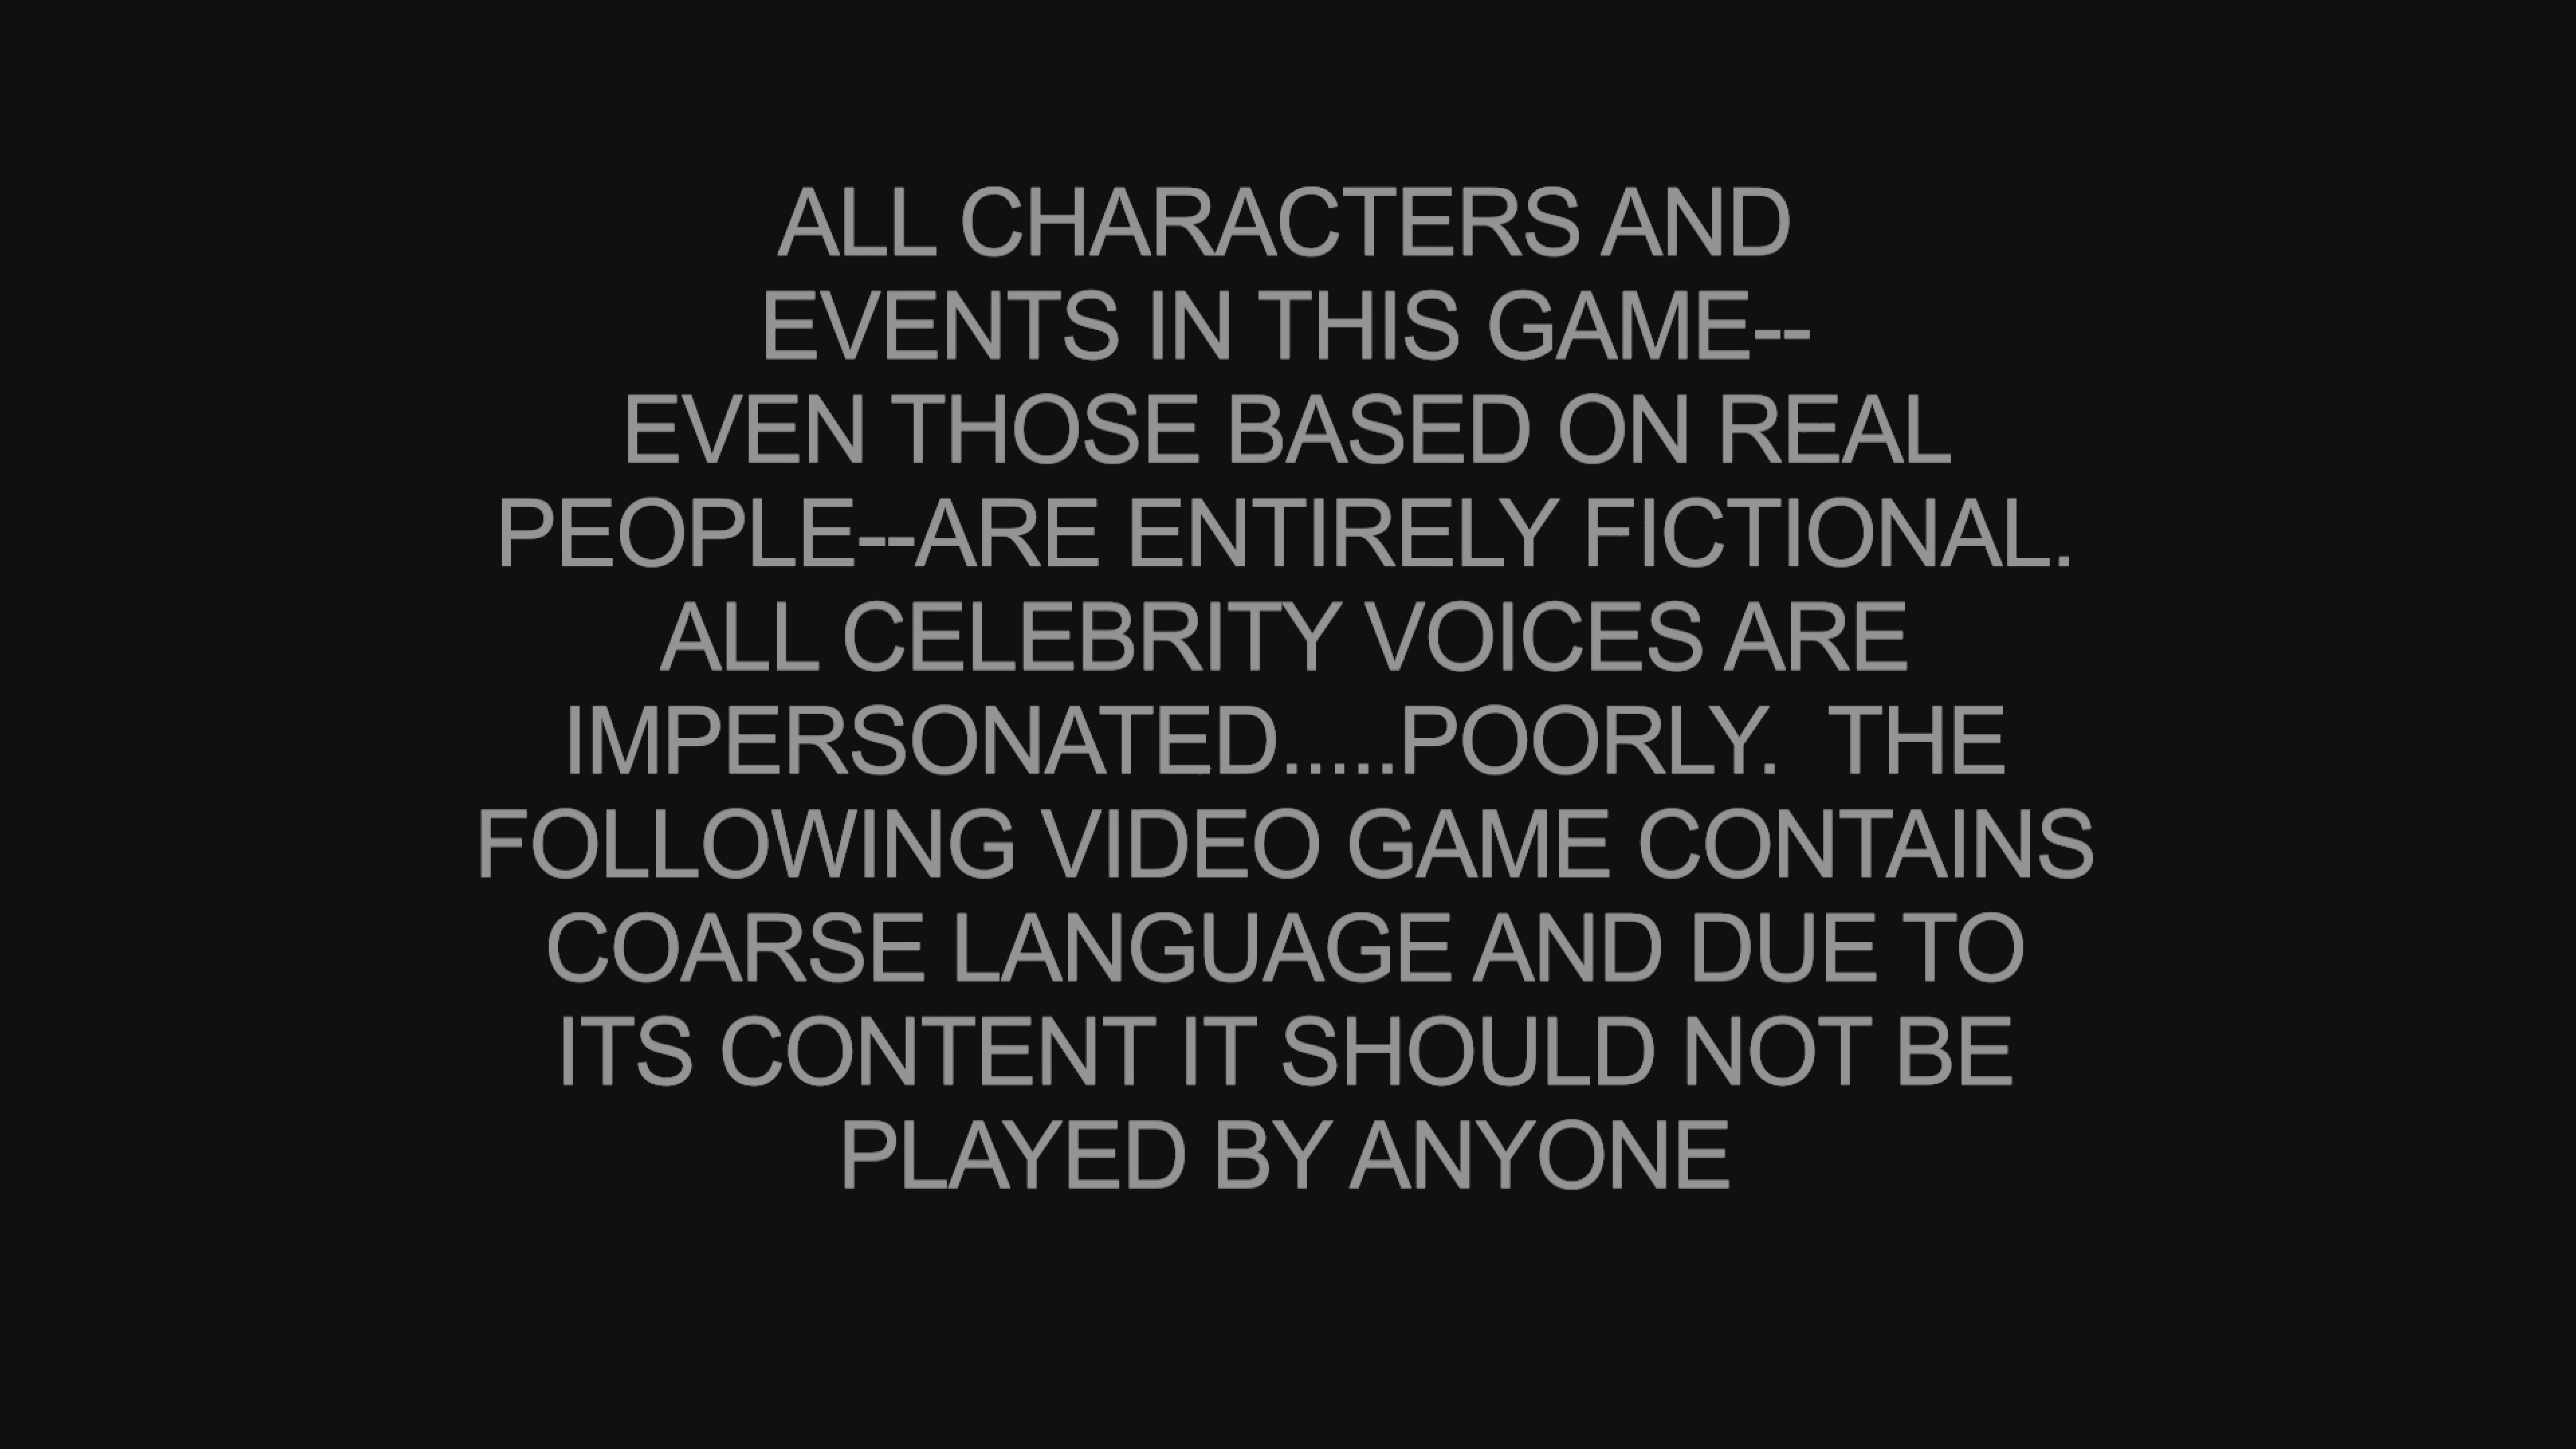 ALL CHARACTERS AND
EVENTS IN THIS GAME--
EVEN THOSE BASED ON REAL
PEOPLE--ARE ENTIRELY FICTIONAL.
ALL CELEBRITY VOICES ARE
IMPERSONATED.....POORLY.  THE
FOLLOWING VIDEO GAME CONTAINS
COARSE LANGUAGE AND DUE TO
ITS CONTENT IT SHOULD NOT BE
PLAYED BY ANYONE